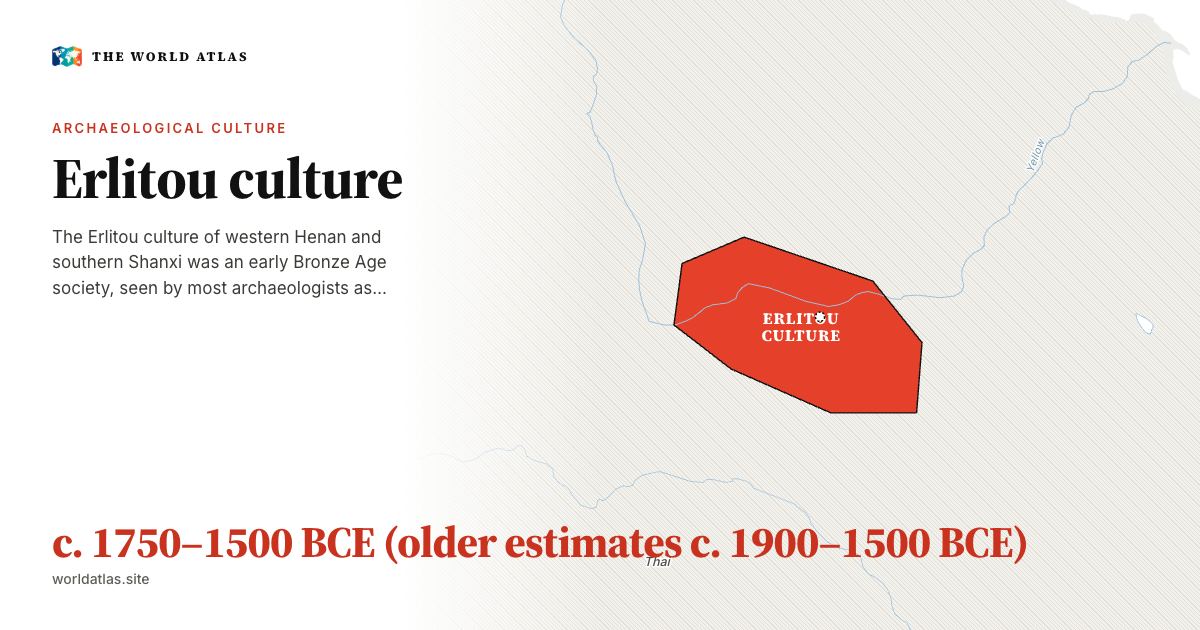 THE WORLD ATLAS
ARCHAEOLOGICAL CULTURE
Erlitou culture
The Erlitou culture of western Henan and
southern Shanxi was an early Bronze Age
society, seen by most archaeologists as...
Yellow
ERLITOU
CULTURE
c. 1750–1500 BCE (older estimates c. 1900–1500 BCE)
Thai
worldatlas.site